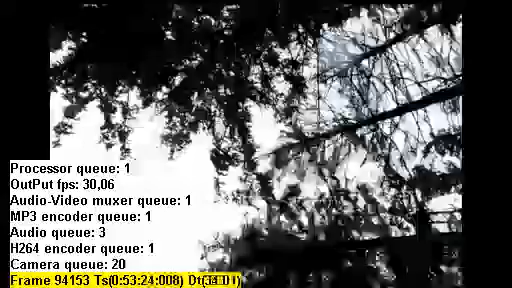 Processor queue: 1
OutPut fps: 30,06
Audio-Video muxer queue: 1
MP3 encoder queue: 1
Audio queue: 3
H264 encoder queue: 1
Camera queue: 20
Frame 94153 Ts(0:53:24:008) Dt(